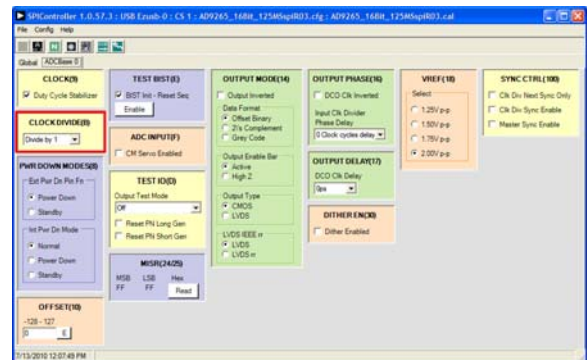 SPIController 1.0.57.3 : USB Ezusb-0 : CS 1 : AD9265_16Bit_125MSspiR03.cfg : AD9265_16Bit_125MSspiR03.cal
File Config Help
Global ADCBase 0
CLOCK(9)
Duty Cycle Stabilizer
CLOCK DIVIDE(B)
Divide by 1
PWR DOWN MODES(8)
Ext Pwr Dn Pin Fn
Power Down
Standby
Int Pwr Dn Mode
Normal
Power Down
Standby
OFFSET(10)
-128 - 127
0 E
TEST BIST(E)
BIST Init - Reset Seq
Enable
ADC INPUT(F)
CM Servo Enabled
TEST IO(D)
Output Test Mode
Off
Reset PN Long Gen
Reset PN Short Gen
MISR(24/25)
MSB LSB Hex
FF FF Read
OUTPUT MODE(14)
Output Inverted
Data Format
Offset Binary
2's Complement
Grey Code
Output Enable Bar
Active
High Z
Output Type
CMOS
LVDS
LVDS IEEE rr
LVDS
LVDS rr
OUTPUT PHASE(16)
DCO Clk Inverted
Input Clk Divider
Phase Delay
0 Clock cycles delay
OUTPUT DELAY(17)
DCO Clk Delay
0ps
DITHER EN(30)
Dither Enabled
VREF(18)
Select
1.25V p-p
1.50V p-p
1.75V p-p
2.00V p-p
SYNC CTRL(100)
Clk Div Next Sync Only
Clk Div Sync Enable
Master Sync Enable
7/13/2010 12:07:49 PM